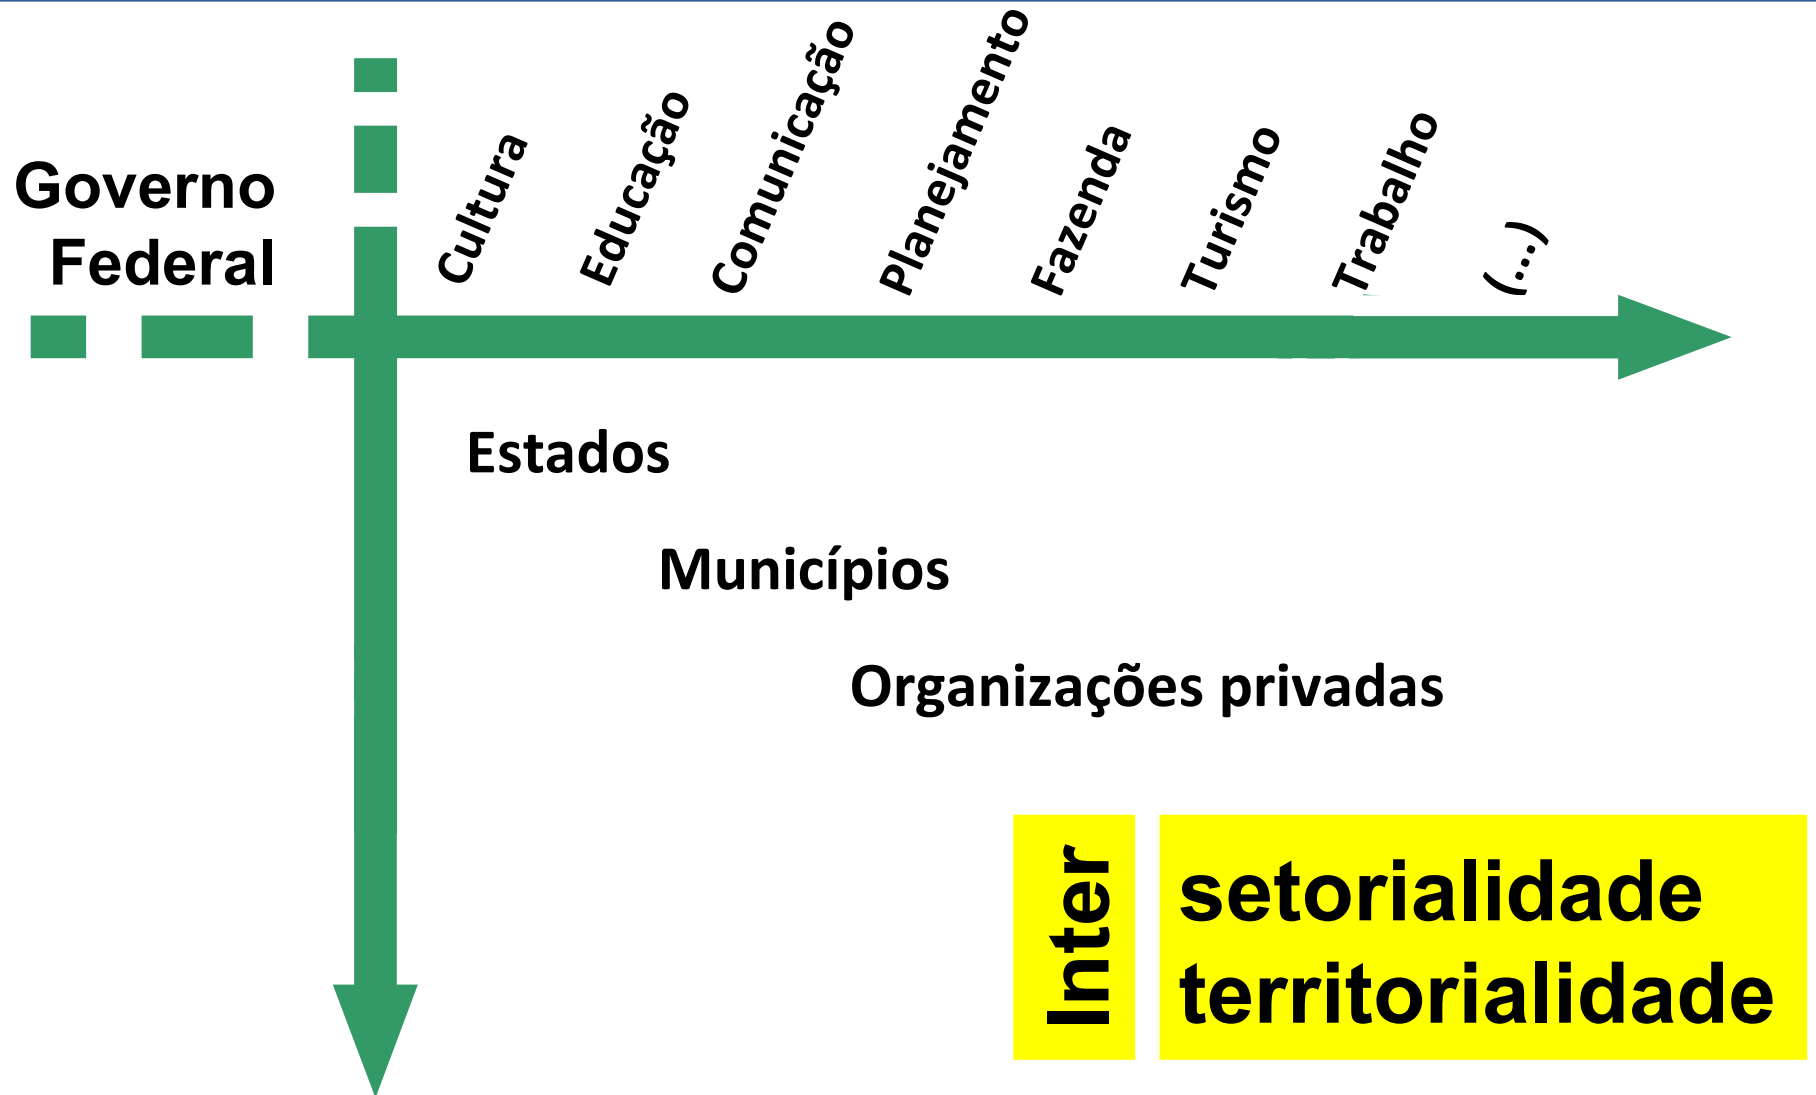 Governo
Federal
Cultura
Educação
Comunicação
Planejamento
Fazenda
Turismo
Trabalho
(...)
Estados
Municípios
Organizações privadas
Inter
setorialidade
territorialidade